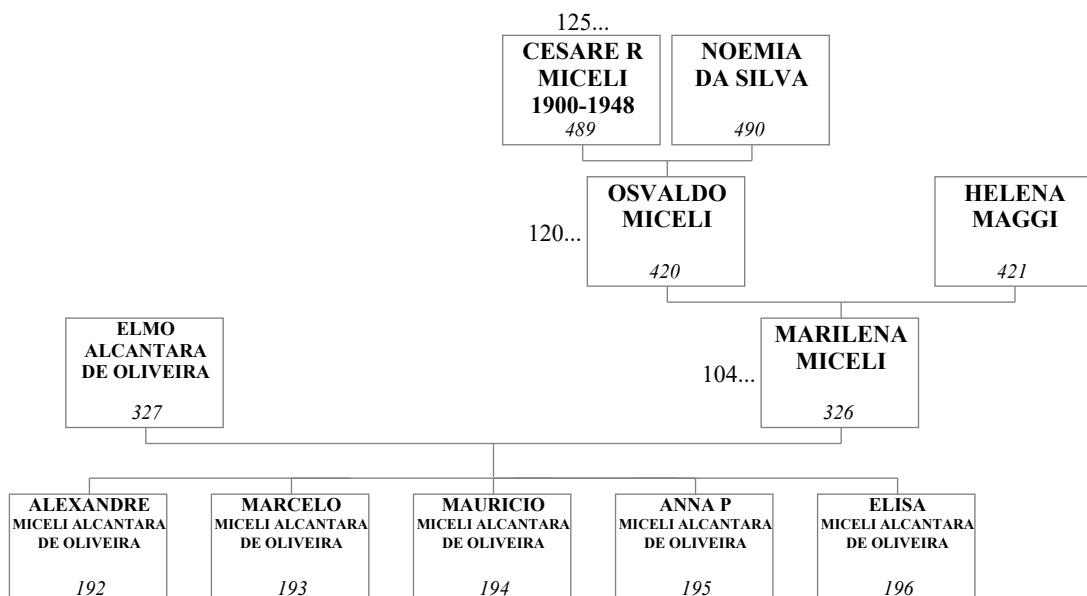 125...
CESARE R
MICELI
1900-1948
489
NOEMIA
DA SILVA
490
120...
OSVALDO
MICELI
420
HELENA
MAGGI
421
ELMO
ALCANTARA
DE OLIVEIRA
327
104...
MARILENA
MICELI
326
ALEXANDRE
MICELI ALCANTARA
DE OLIVEIRA
192
MARCELO
MICELI ALCANTARA
DE OLIVEIRA
193
MAURICIO
MICELI ALCANTARA
DE OLIVEIRA
194
ANNA P
MICELI ALCANTARA
DE OLIVEIRA
195
ELISA
MICELI ALCANTARA
DE OLIVEIRA
196